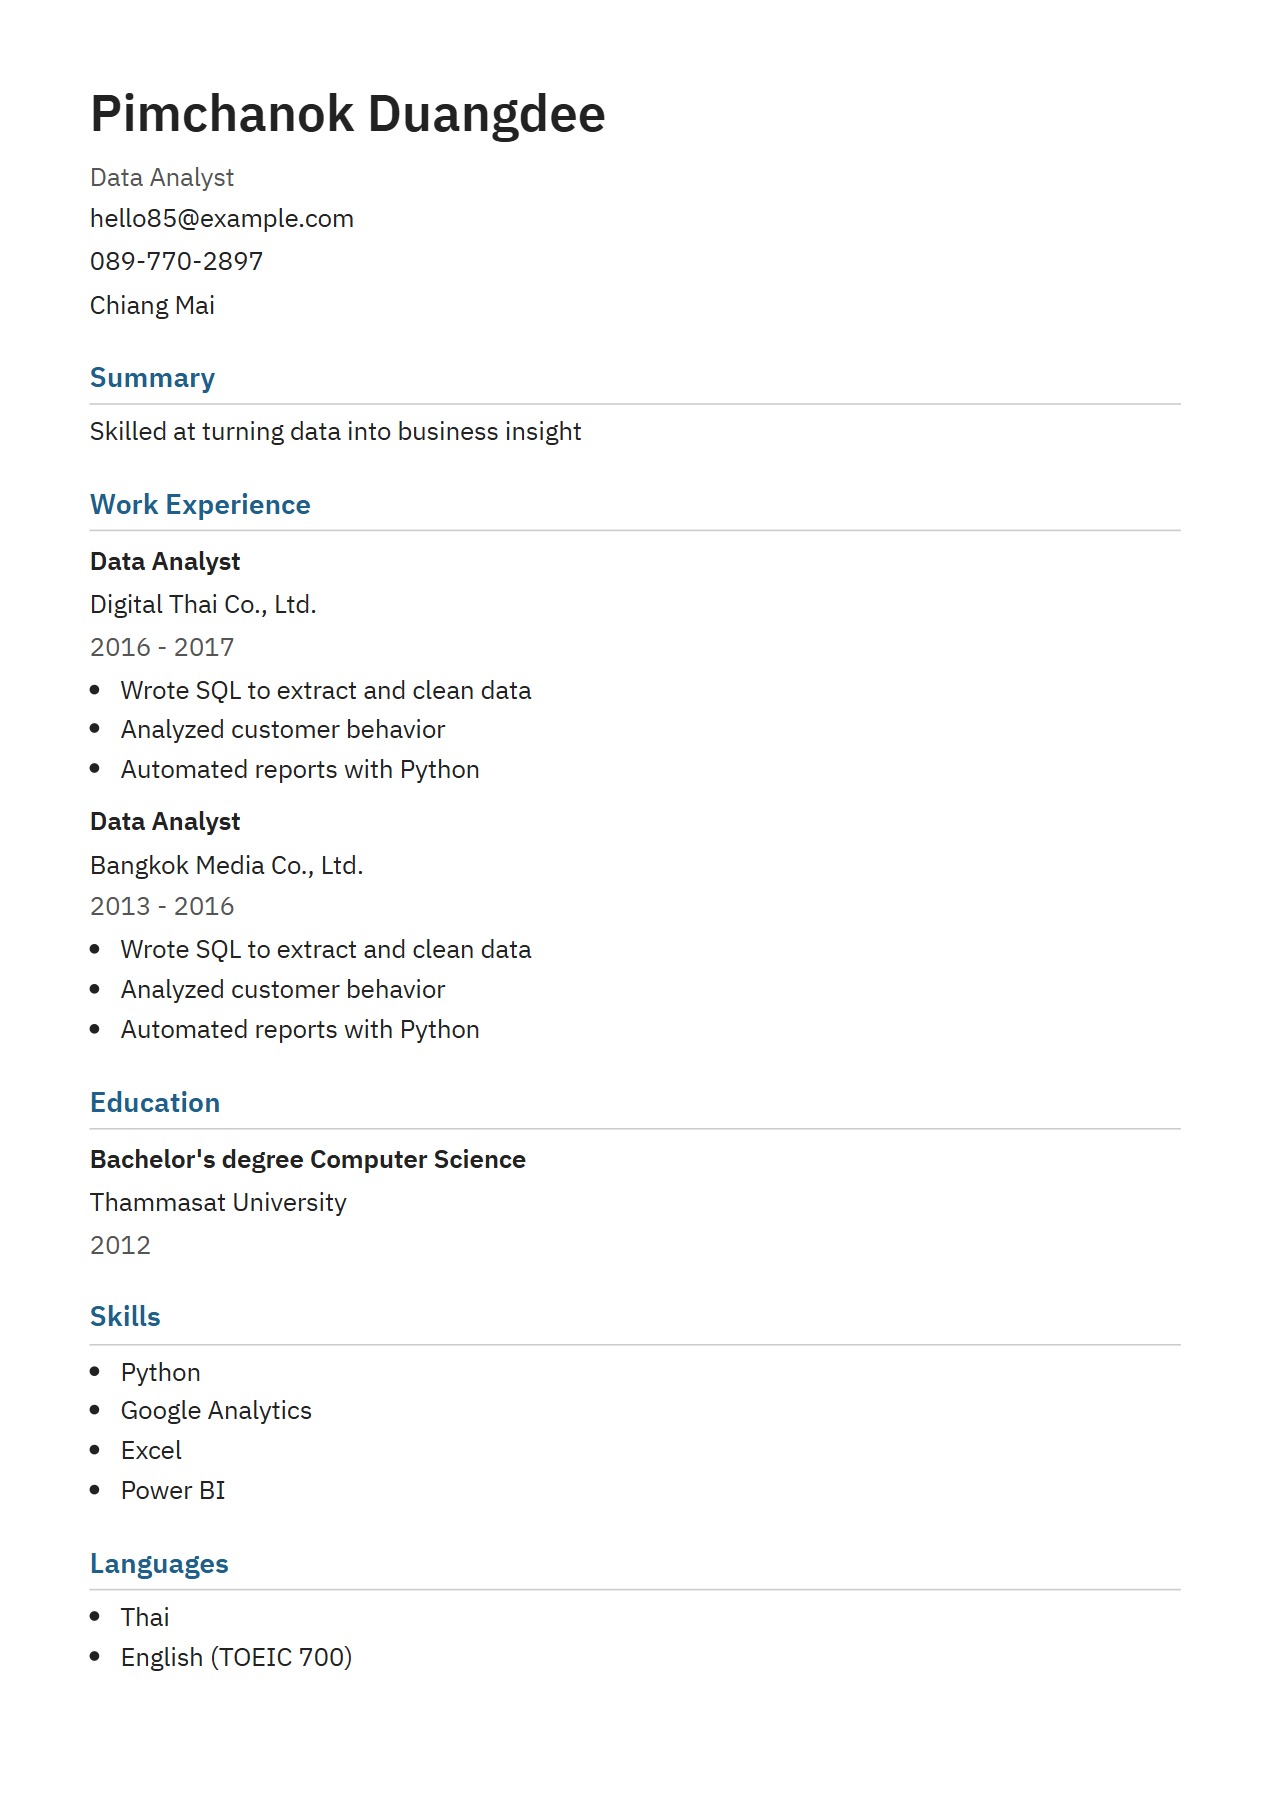 Pimchanok Duangdee
Data Analyst
hello85@example.com
089-770-2897
Chiang Mai
Summary
Skilled at turning data into business insight
Work Experience
Data Analyst
Digital Thai Co., Ltd.
2016 - 2017
• Wrote SQL to extract and clean data
• Analyzed customer behavior
• Automated reports with Python
Data Analyst
Bangkok Media Co., Ltd.
2013 - 2016
• Wrote SQL to extract and clean data
• Analyzed customer behavior
• Automated reports with Python
Education
Bachelor's degree Computer Science
Thammasat University
2012
Skills
• Python
• Google Analytics
• Excel
• Power BI
Languages
• Thai
• English (TOEIC 700)